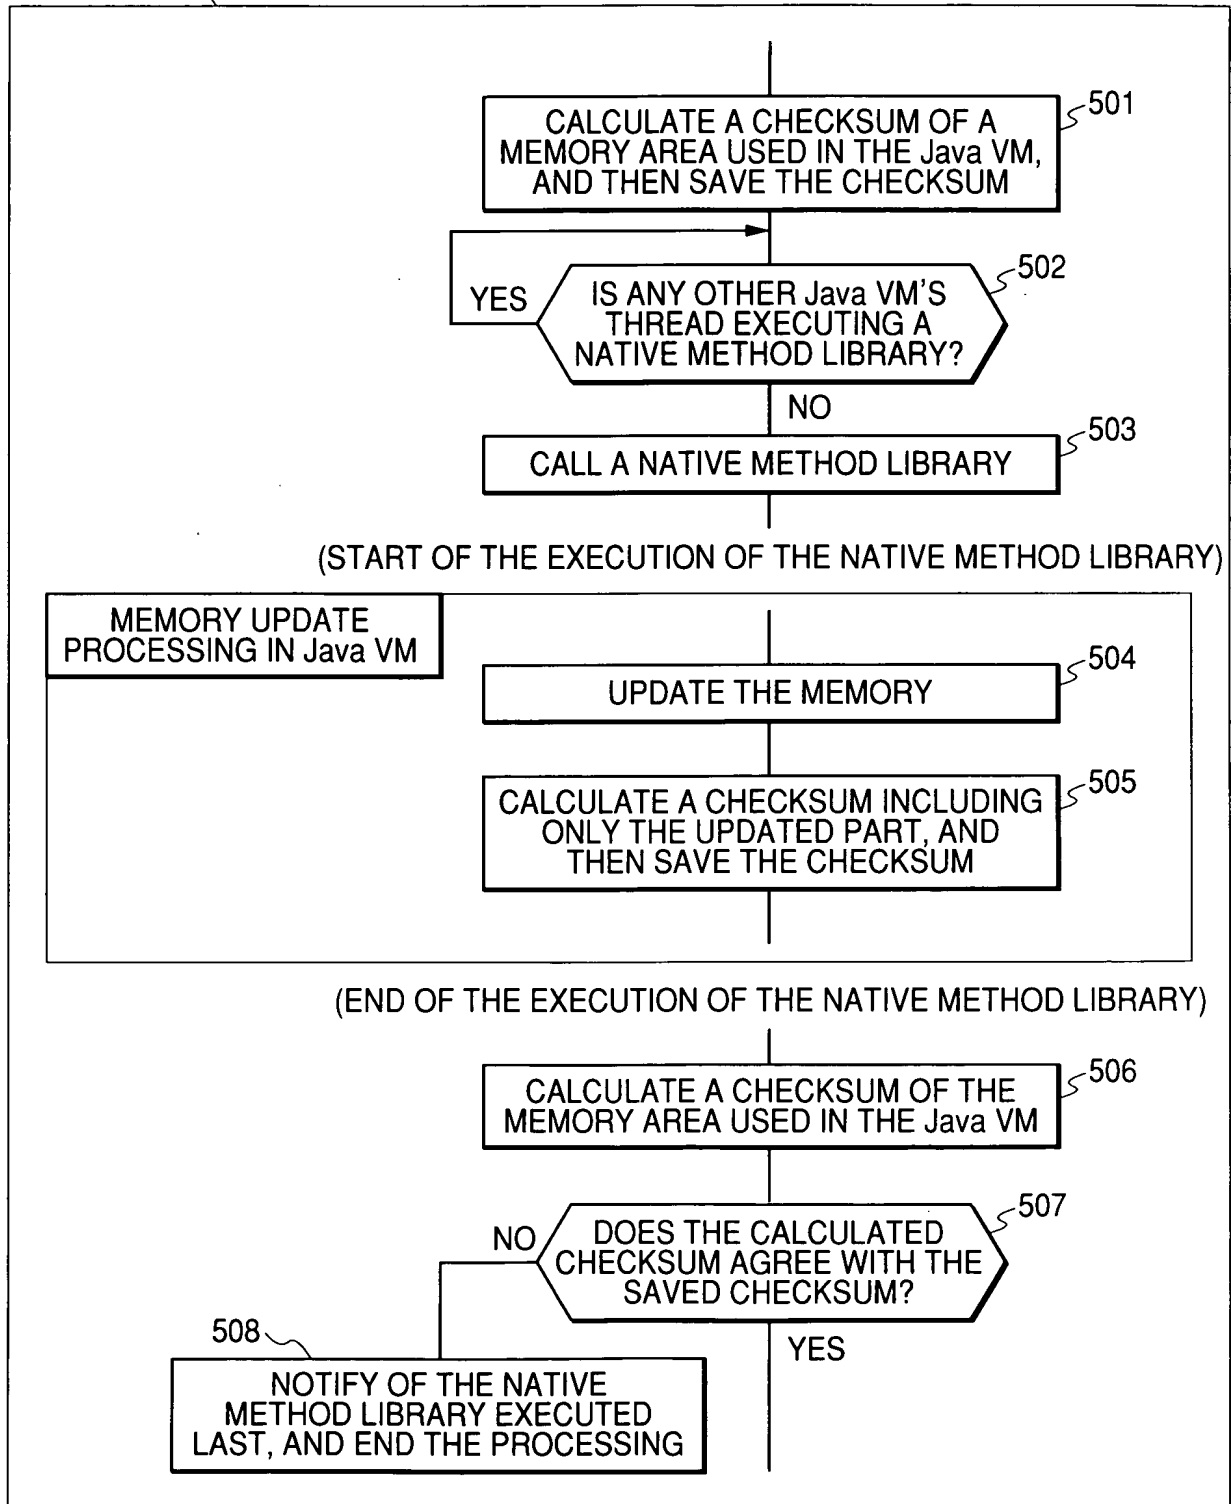 501
CALCULATE A CHECKSUM OF A
MEMORY AREA USED IN THE Java VM,
AND THEN SAVE THE CHECKSUM
502
YES
IS ANY OTHER Java VM'S
THREAD EXECUTING A
NATIVE METHOD LIBRARY?
NO
503
CALL A NATIVE METHOD LIBRARY
(START OF THE EXECUTION OF THE NATIVE METHOD LIBRARY)
MEMORY UPDATE
PROCESSING IN Java VM
504
UPDATE THE MEMORY
505
CALCULATE A CHECKSUM INCLUDING
ONLY THE UPDATED PART, AND
THEN SAVE THE CHECKSUM
(END OF THE EXECUTION OF THE NATIVE METHOD LIBRARY)
506
CALCULATE A CHECKSUM OF THE
MEMORY AREA USED IN THE Java VM
507
NO
DOES THE CALCULATED
CHECKSUM AGREE WITH THE
SAVED CHECKSUM?
YES
508
NOTIFY OF THE NATIVE
METHOD LIBRARY EXECUTED
LAST, AND END THE PROCESSING